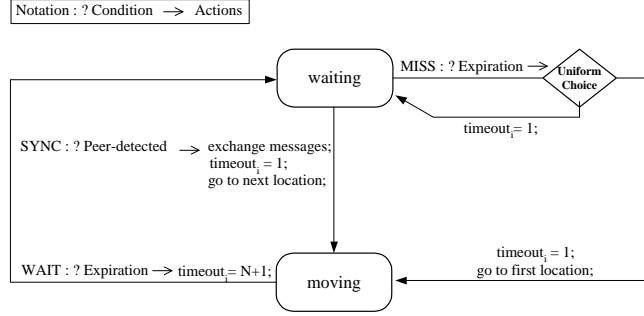 Notation : ? Condition → Actions
waiting
MISS : ? Expiration →
Uniform
Choice
timeout_i= 1;
SYNC : ? Peer-detected → exchange messages;
timeout_i = 1;
go to next location;
timeout_i = 1;
go to first location;
WAIT : ? Expiration → timeout_i= N+1;
moving